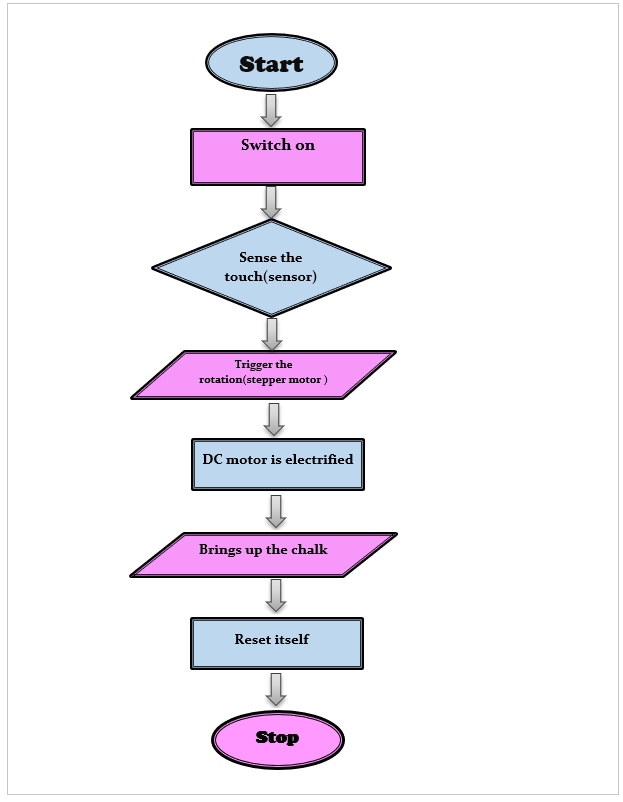 Start
Switch on
Sense the
touch(sensor)
Trigger the
rotation(stepper motor )
DC motor is electrified
Brings up the chalk
Reset itself
Stop